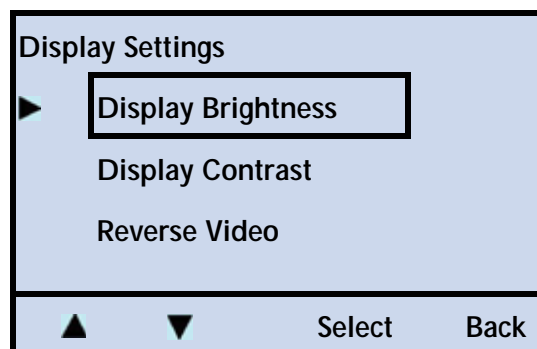 Display Settings
Display Brightness
Display Contrast
Reverse Video
Select Back